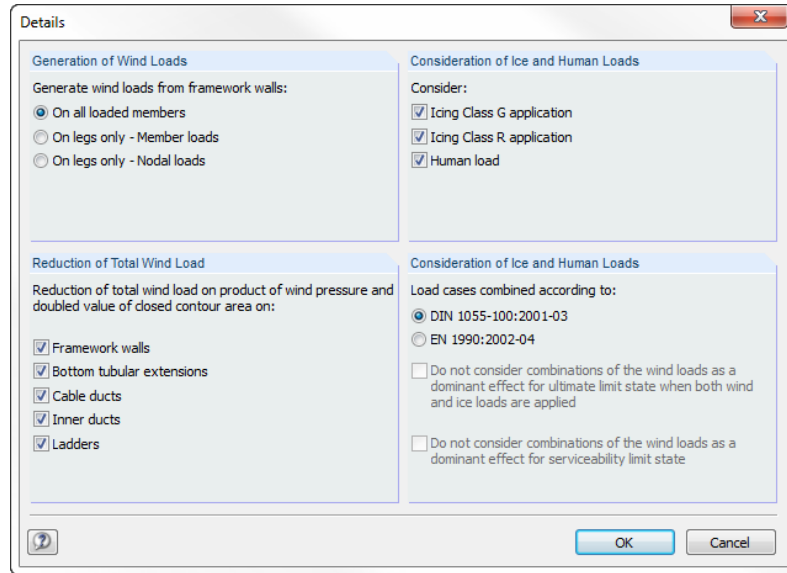 Details
Generation of Wind Loads
Generate wind loads from framework walls:
On all loaded members
On legs only - Member loads
On legs only - Nodal loads
Consideration of Ice and Human Loads
Consider:
Icing Class G application
Icing Class R application
Human load
Reduction of Total Wind Load
Reduction of total wind load on product of wind pressure and
doubled value of closed contour area on:
Framework walls
Bottom tubular extensions
Cable ducts
Inner ducts
Ladders
Consideration of Ice and Human Loads
Load cases combined according to:
DIN 1055-100:2001-03
EN 1990:2002-04
Do not consider combinations of the wind loads as a
dominant effect for ultimate limit state when both wind
and ice loads are applied
Do not consider combinations of the wind loads as a
dominant effect for serviceability limit state
OK
Cancel